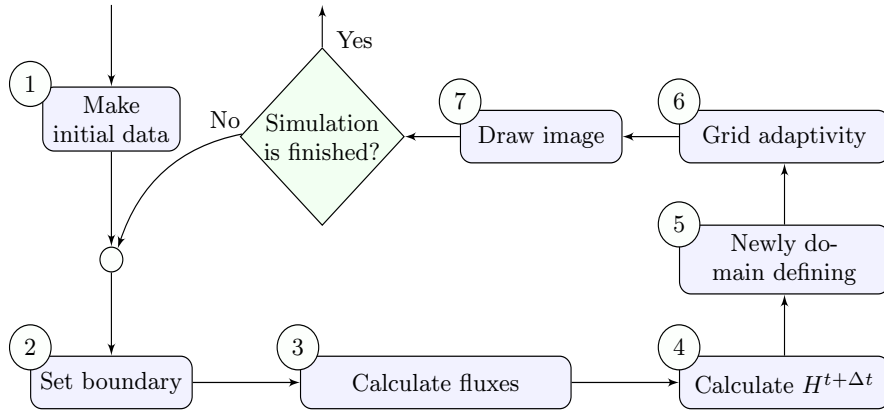 1
Make
initial data
Yes
No
Simulation
is finished?
7
Draw image
6
Grid adaptivity
5
Newly do-
main defining
2
Set boundary
3
Calculate fluxes
4
Calculate $H^{t+\Delta t}$